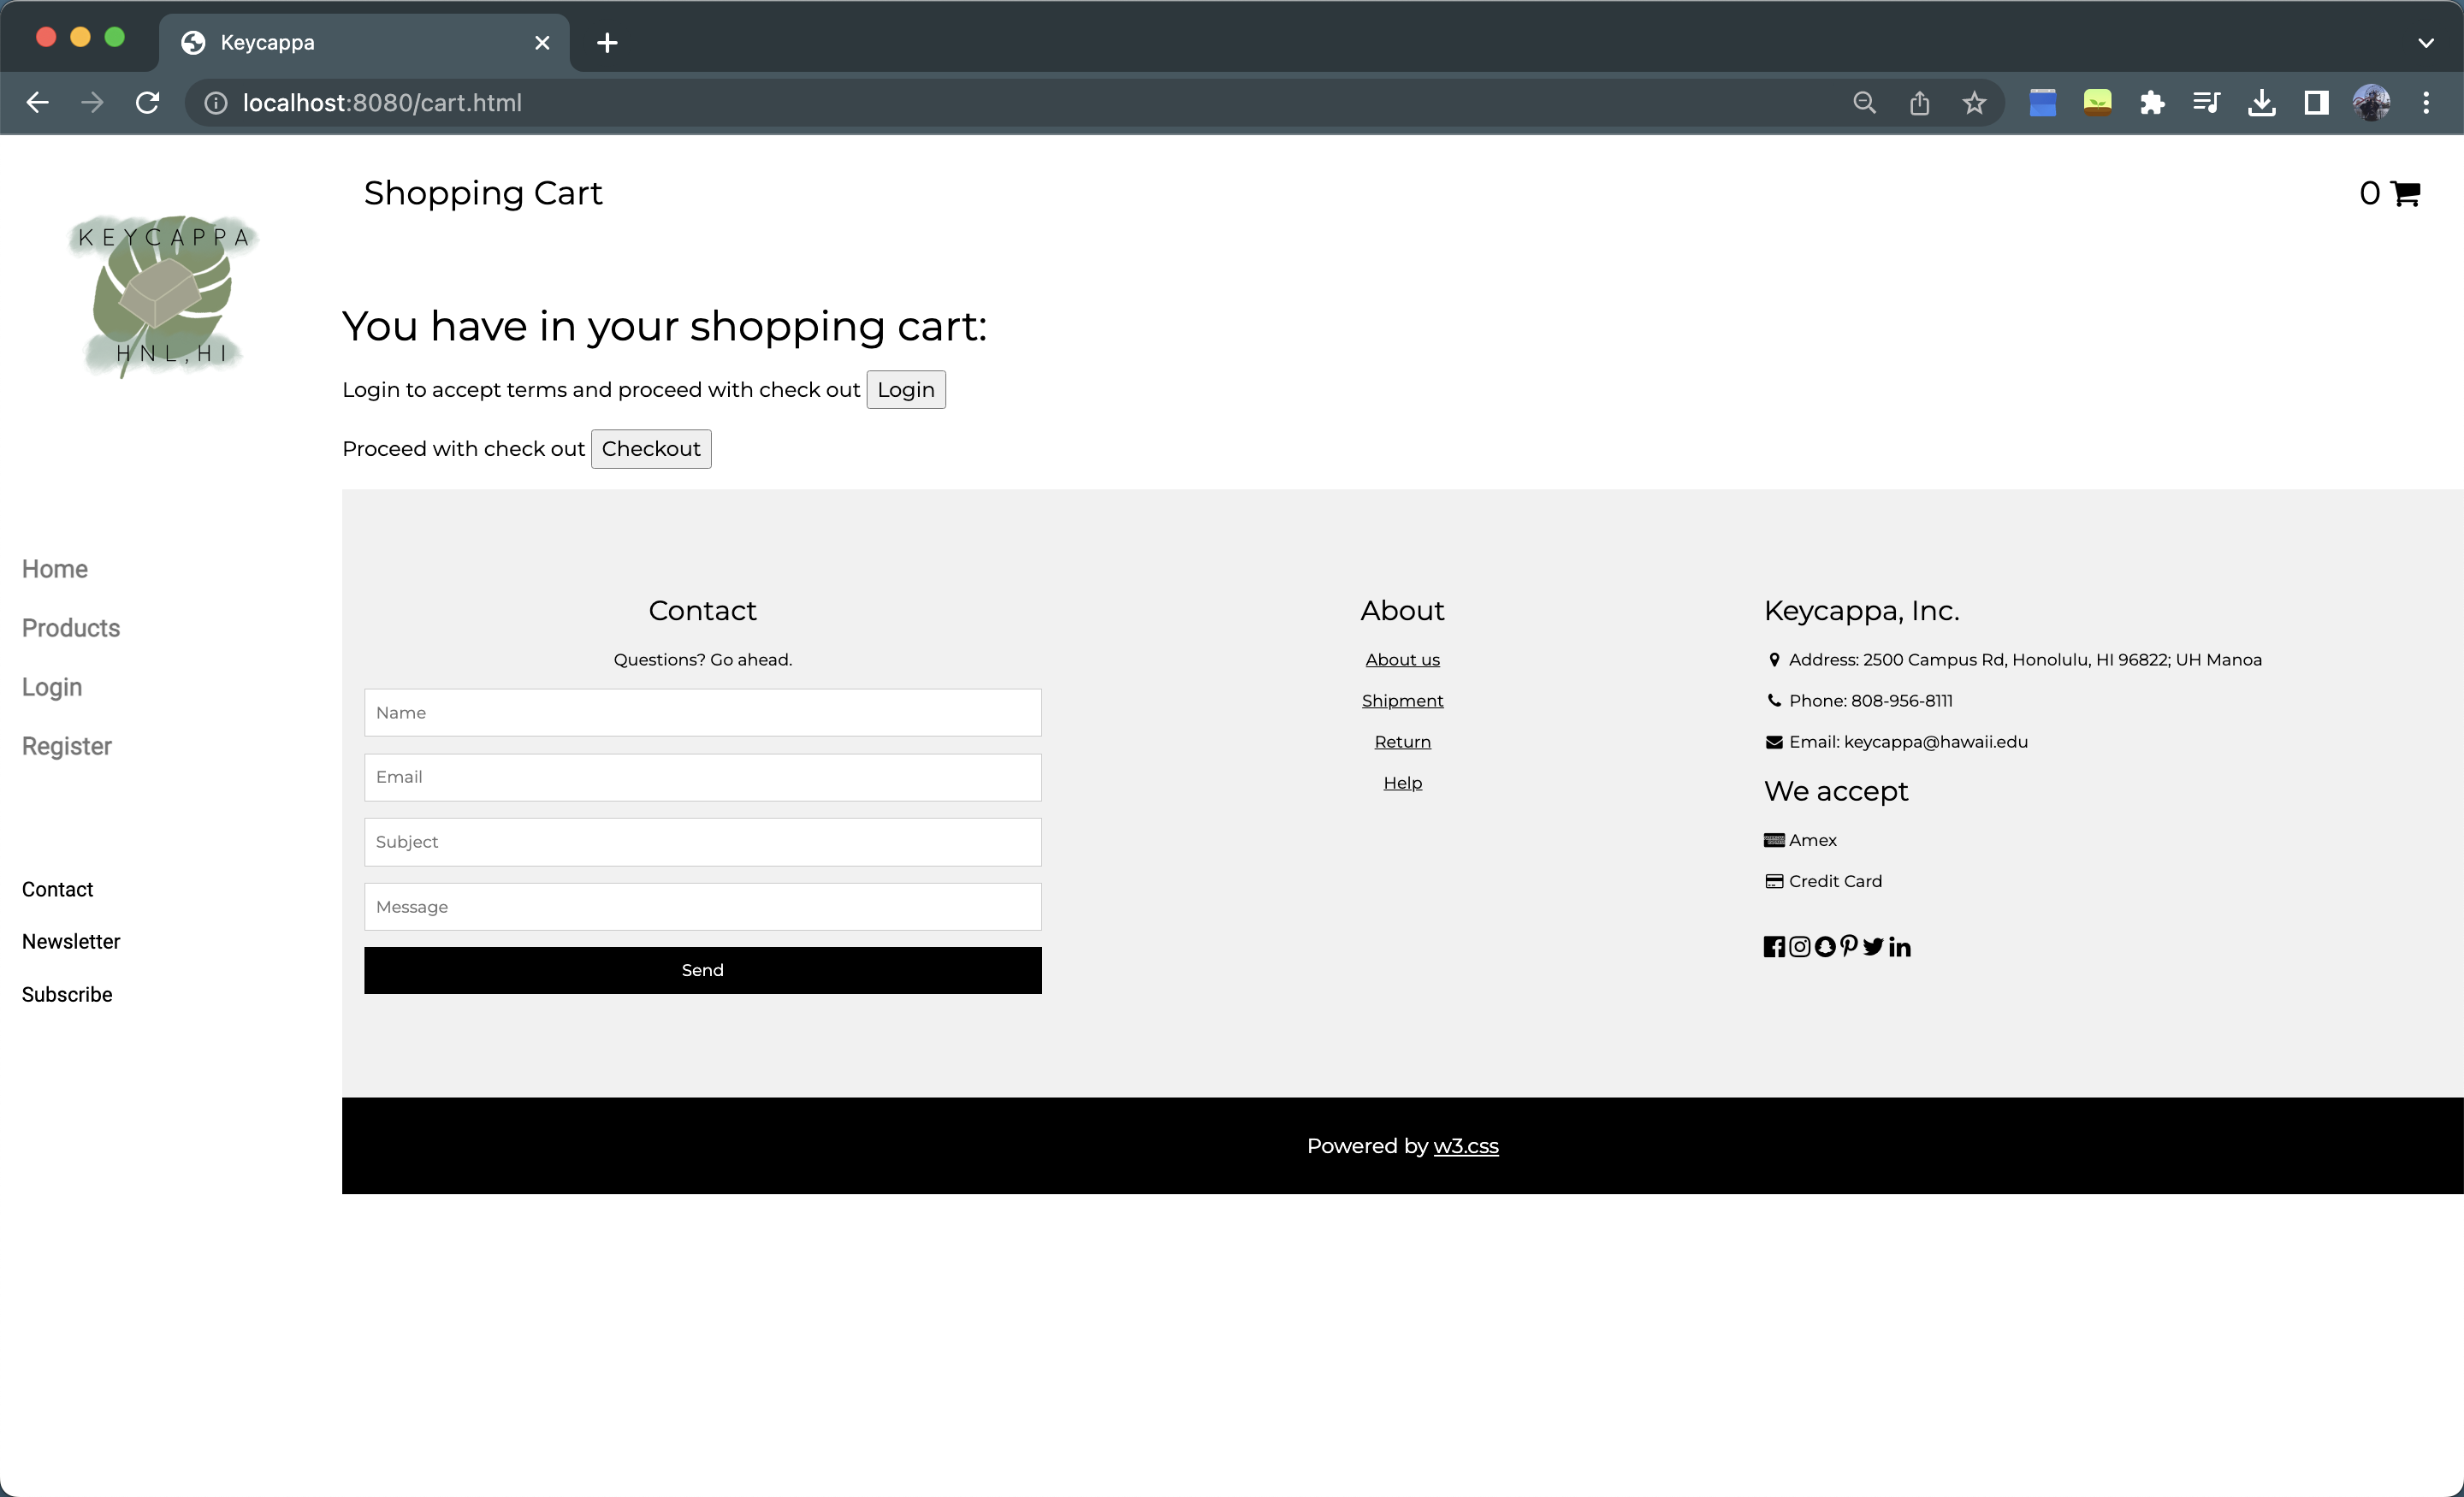 Keycappa
localhost:8080/cart.html
Shopping Cart
0
KEYCAPPA
HNL,HI
You have in your shopping cart:
Login to accept terms and proceed with check out Login
Proceed with check out Checkout
Home
Products
Login
Register
Contact
Newsletter
Subscribe
Contact
Questions? Go ahead.
Name
Email
Subject
Message
Send
About
About us
Shipment
Return
Help
Keycappa, Inc.
Address: 2500 Campus Rd, Honolulu, HI 96822; UH Manoa
Phone: 808-956-8111
Email: keycappa@hawaii.edu
We accept
Amex
Credit Card
Powered by w3.css